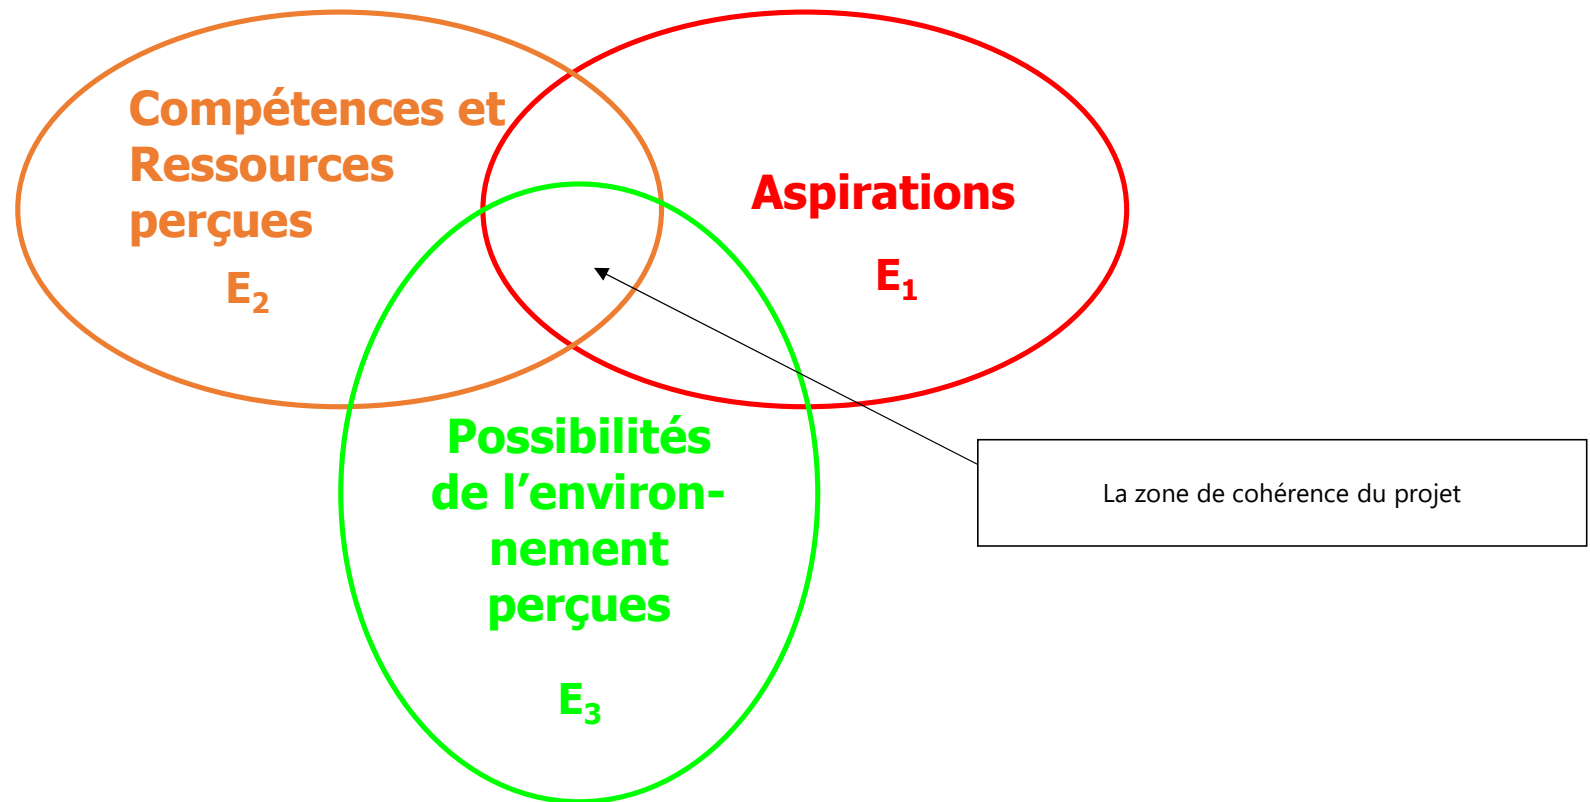 Compétences et
Ressources
perçues
E₂
Aspirations
E₁
Possibilités
de l’environ-
nement
perçues
E₃
La zone de cohérence du projet